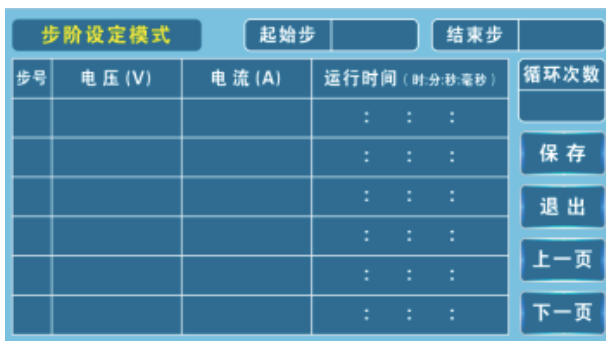 步阶设定模式 起始步 结束步
步号 电压(V) 电流(A) 运行时间(时:分:秒:毫秒) 循环次数
: : :
: : :
保存
: : :
退出
: : :
上一页
: : :
: : :
下一页